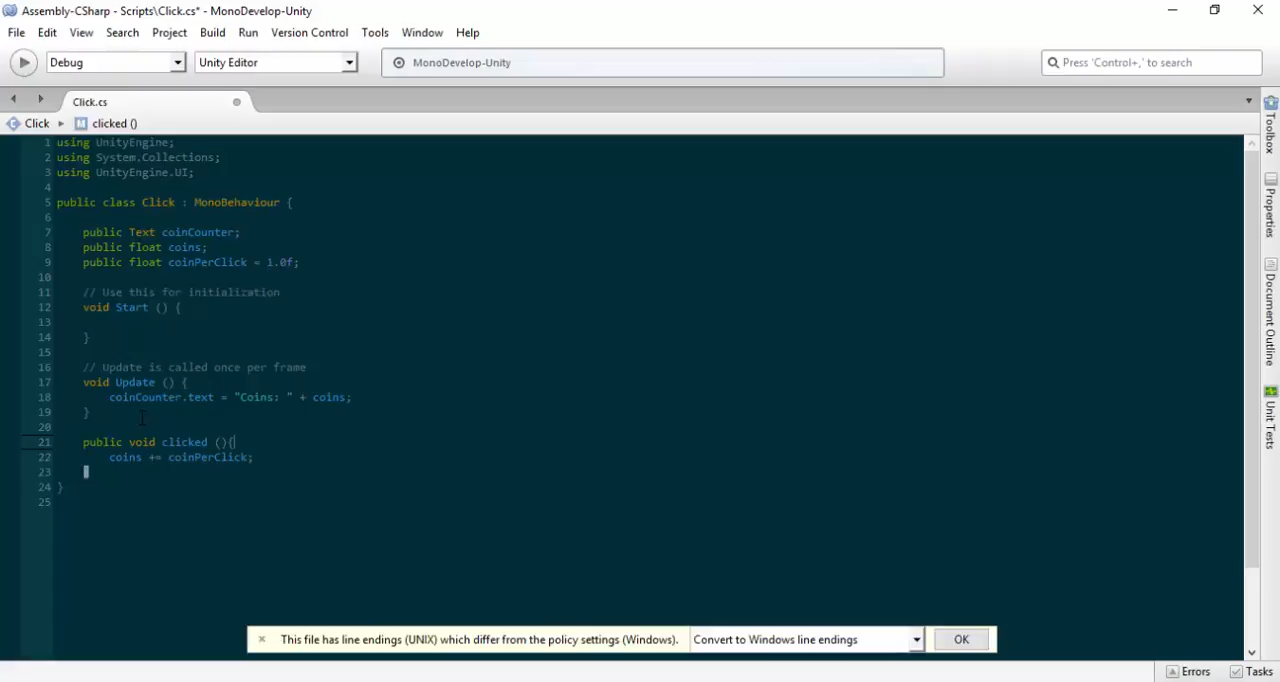 Assembly-CSharp - Scripts\Click.cs* - MonoDevelop-Unity
File Edit View Search Project Build Run Version Control Tools Window Help
Debug Unity Editor MonoDevelop-Unity Press 'Control+,' to search
Click.cs
Click clicked ()
1 using UnityEngine;
2 using System.Collections;
3 using UnityEngine.UI;
4
5 public class Click : MonoBehaviour {
6
7 public Text coinCounter;
8 public float coins;
9 public float coinPerClick = 1.0f;
10
11 // Use this for initialization
12 void Start () {
13
14 }
15
16 // Update is called once per frame
17 void Update () {
18 coinCounter.text = "Coins: " + coins;
19 }
20
21 public void clicked (){
22 coins += coinPerClick;
23
24 }
25
Toolbox
Properties
Document Outline
Unit Tests
This file has line endings (UNIX) which differ from the policy settings (Windows). Convert to Windows line endings OK
Errors Tasks